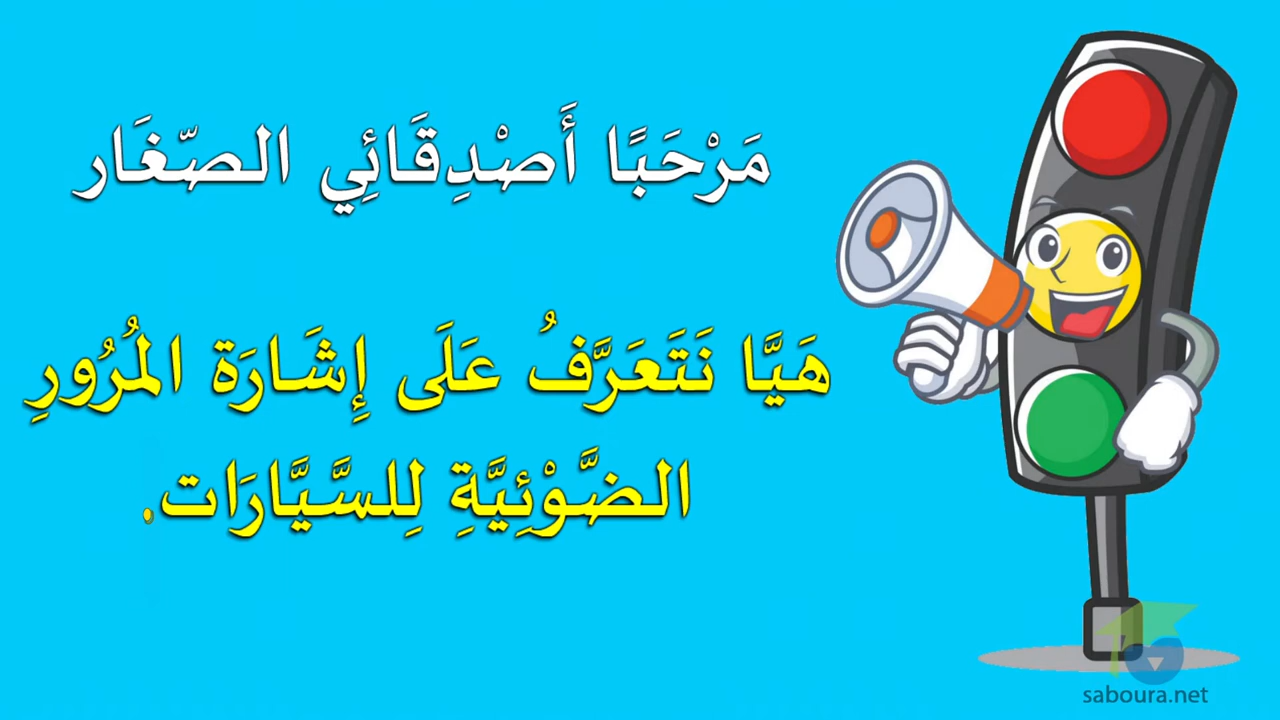 مَرْحَبًا أَصْدِقَائِي الصّغَار
هَيَّا نَتَعَرَّفُ عَلَى إِشَارَة المُرُورِ
الضَّوْئِيَّةِ لِلسَّيَّارَات.
saboura.net